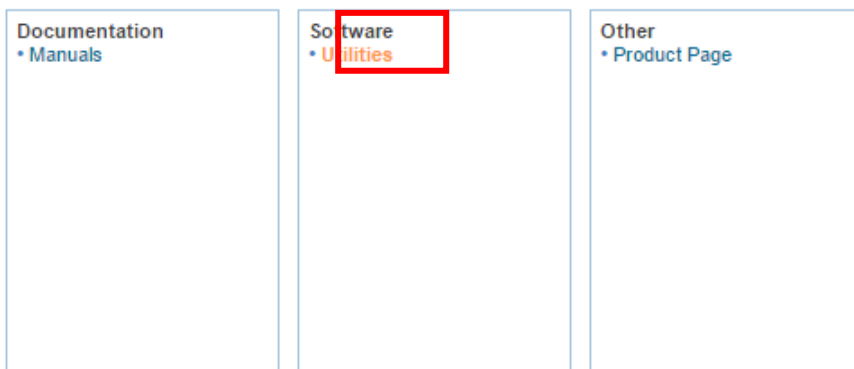 Documentation
• Manuals
Software
• Utilities
Other
• Product Page